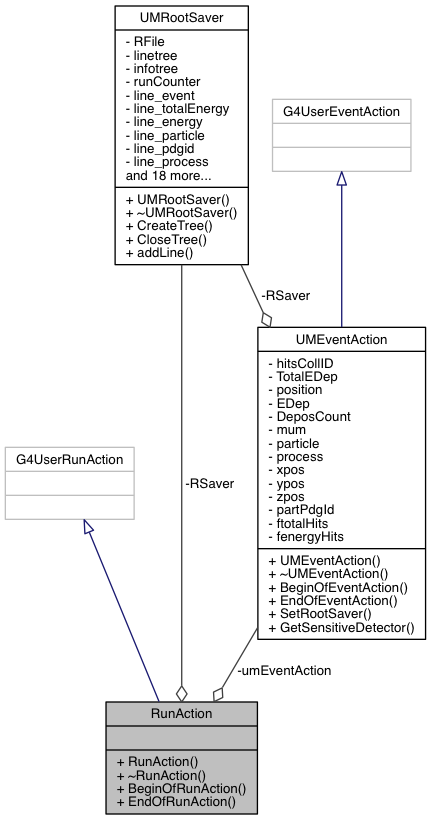 UMRootSaver
- RFile
- linetree
- infotree
- runCounter
- line_event
- line_totalEnergy
- line_energy
- line_particle
- line_pdgid
- line_process
and 18 more...
+ UMRootSaver()
+ ~UMRootSaver()
+ CreateTree()
+ CloseTree()
+ addLine()
G4UserEventAction
-RSaver
UMEventAction
- hitsCollID
- TotalEDep
- position
- EDep
- DeposCount
- mum
- particle
- process
- xpos
- ypos
- zpos
- partPdgId
- ftotalHits
- fenergyHits
+ UMEventAction()
+ ~UMEventAction()
+ BeginOfEventAction()
+ EndOfEventAction()
+ SetRootSaver()
+ GetSensitiveDetector()
G4UserRunAction
-RSaver
-umEventAction
RunAction
+ RunAction()
+ ~RunAction()
+ BeginOfRunAction()
+ EndOfRunAction()